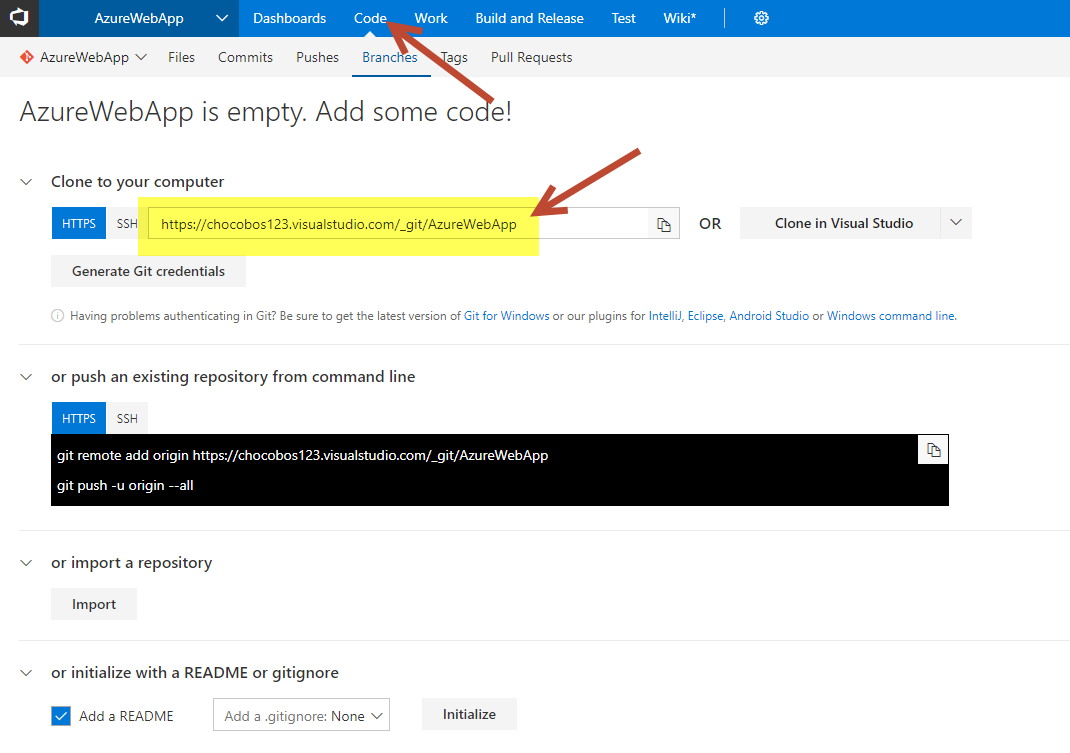 AzureWebApp Dashboards Code Work Build and Release Test Wiki*
AzureWebApp Files Commits Pushes Branches Tags Pull Requests
AzureWebApp is empty. Add some code!
Clone to your computer
HTTPS SSH https://chocobos123.visualstudio.com/_git/AzureWebApp OR Clone in Visual Studio
Generate Git credentials
Having problems authenticating in Git? Be sure to get the latest version of Git for Windows or our plugins for IntelliJ, Eclipse, Android Studio or Windows command line.
or push an existing repository from command line
HTTPS SSH
git remote add origin https://chocobos123.visualstudio.com/_git/AzureWebApp
git push -u origin --all
or import a repository
Import
or initialize with a README or gitignore
Add a README Add a .gitignore: None Initialize